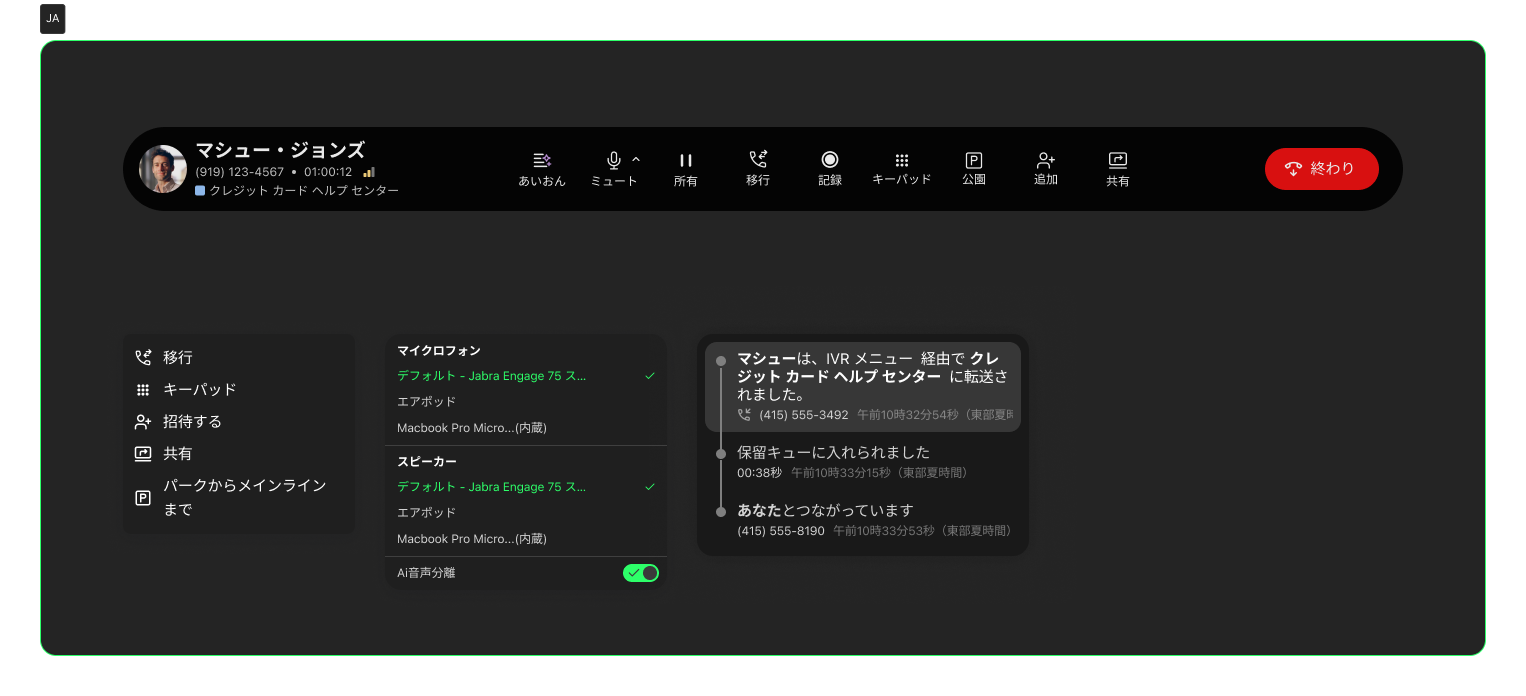 JA
マシュー・ジョンズ
(919) 123-4567 • 01:00:12
クレジット カード ヘルプ センター
あいおん
ミュート
所有
移行
記録
キーパッド
公園
追加
共有
終わり
移行
キーパッド
招待する
共有
パークからメインライン
まで
マイクロフォン
デフォルト – Jabra Engage 75 ス...
エアポッド
Macbook Pro Micro...(内蔵)
スピーカー
デフォルト – Jabra Engage 75 ス...
エアポッド
Macbook Pro Micro...(内蔵)
Ai音声分離
マシューは、IVR メニュー 経由で クレ
ジット カード ヘルプ センター に転送さ
れました。
(415) 555-3492 午前10時32分54秒（東部夏時
保留キューに入れられました
00:38秒 午前10時33分15秒（東部夏時間）
あなたとつながっています
(415) 555-8190 午前10時33分53秒（東部夏時間）